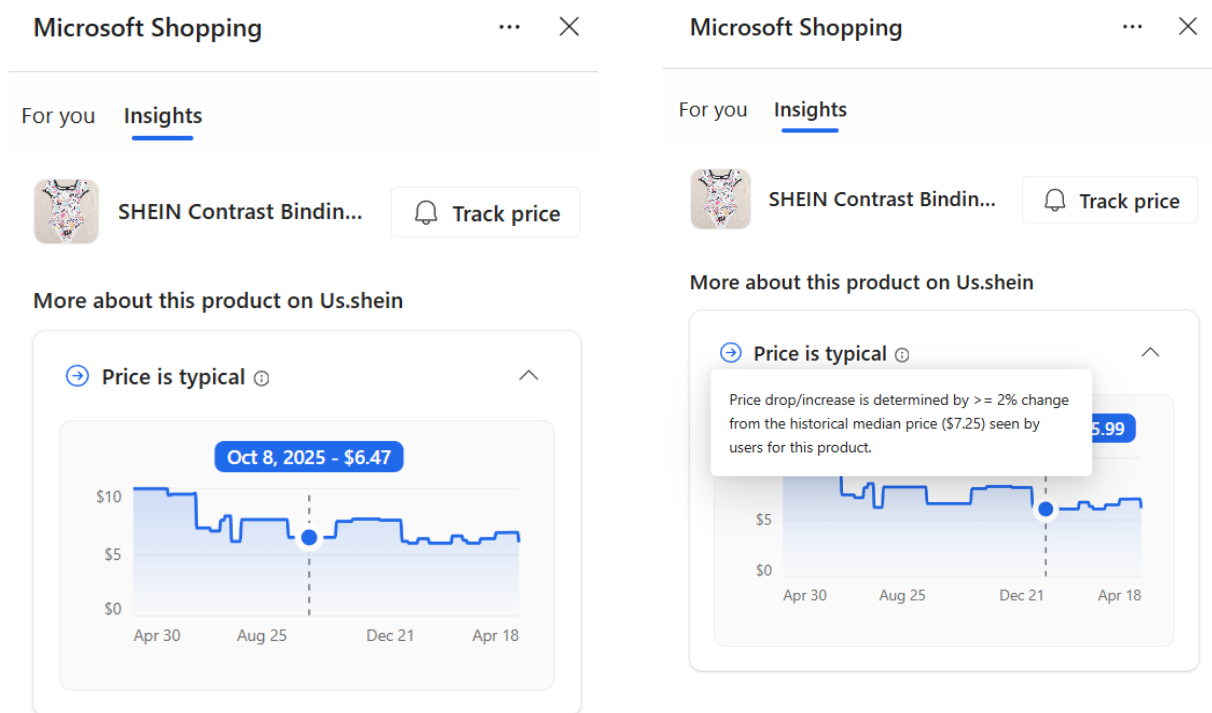 Microsoft Shopping
For you Insights
SHEIN Contrast Bindin... Track price
More about this product on Us.shein
Price is typical
Oct 8, 2025 - $6.47
$10
$5
$0
Apr 30 Aug 25 Dec 21 Apr 18
Microsoft Shopping
For you Insights
SHEIN Contrast Bindin... Track price
More about this product on Us.shein
Price is typical
Price drop/increase is determined by >= 2% change
from the historical median price ($7.25) seen by
users for this product.
5.99
$5
$0
Apr 30 Aug 25 Dec 21 Apr 18